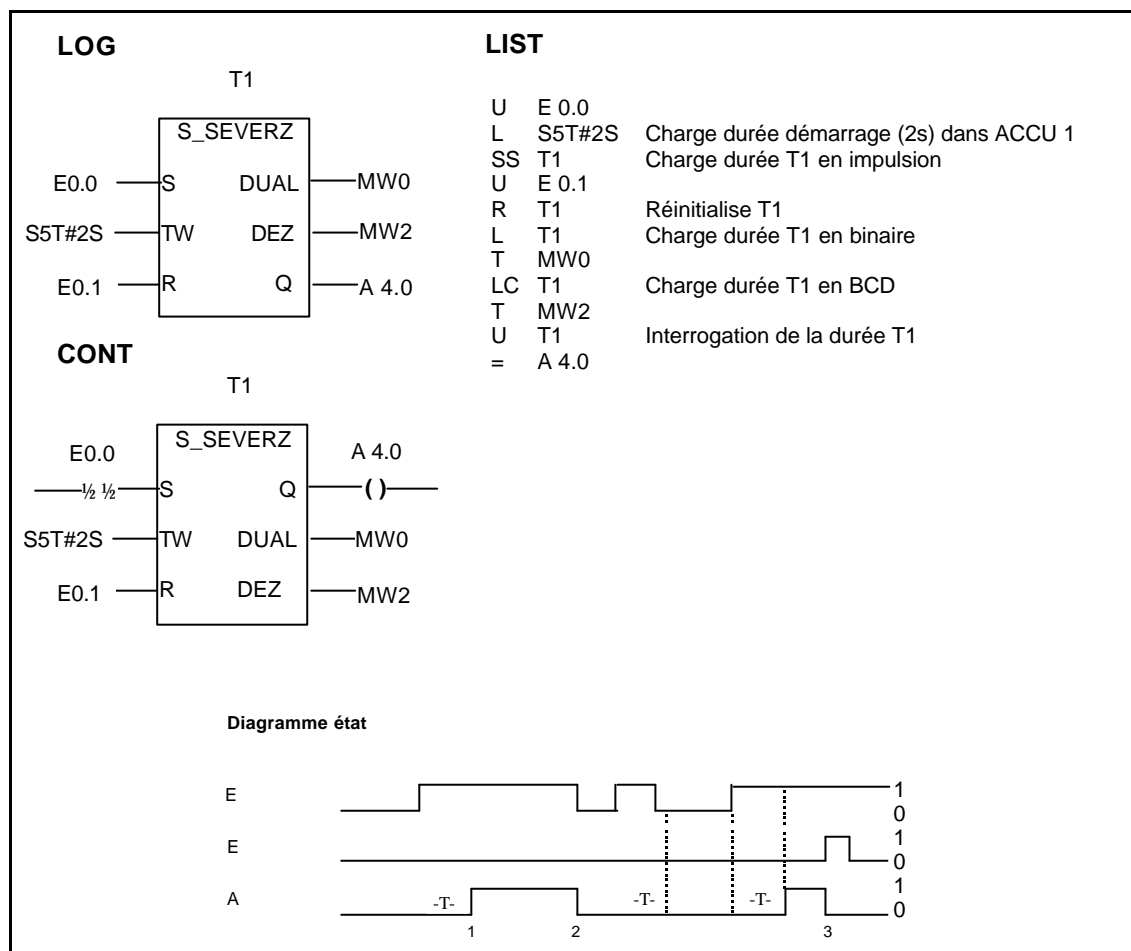 LOG
T1
S_SEVERZ
E0.0 S DUAL MW0
S5T#2S TW DEZ MW2
E0.1 R Q A 4.0
CONT
T1
S_SEVERZ
E0.0 A 4.0
½ ½ S Q ( )
S5T#2S TW DUAL MW0
E0.1 R DEZ MW2
LIST
U E 0.0
L S5T#2S Charge durée démarrage (2s) dans ACCU 1
SS T1 Charge durée T1 en impulsion
U E 0.1
R T1 Réinitialise T1
L T1 Charge durée T1 en binaire
T MW0
LC T1 Charge durée T1 en BCD
T MW2
U T1 Interrogation de la durée T1
= A 4.0
Diagramme état
E 1
0
E 1
0
A -T- -T- -T- 1
0
1 2 3